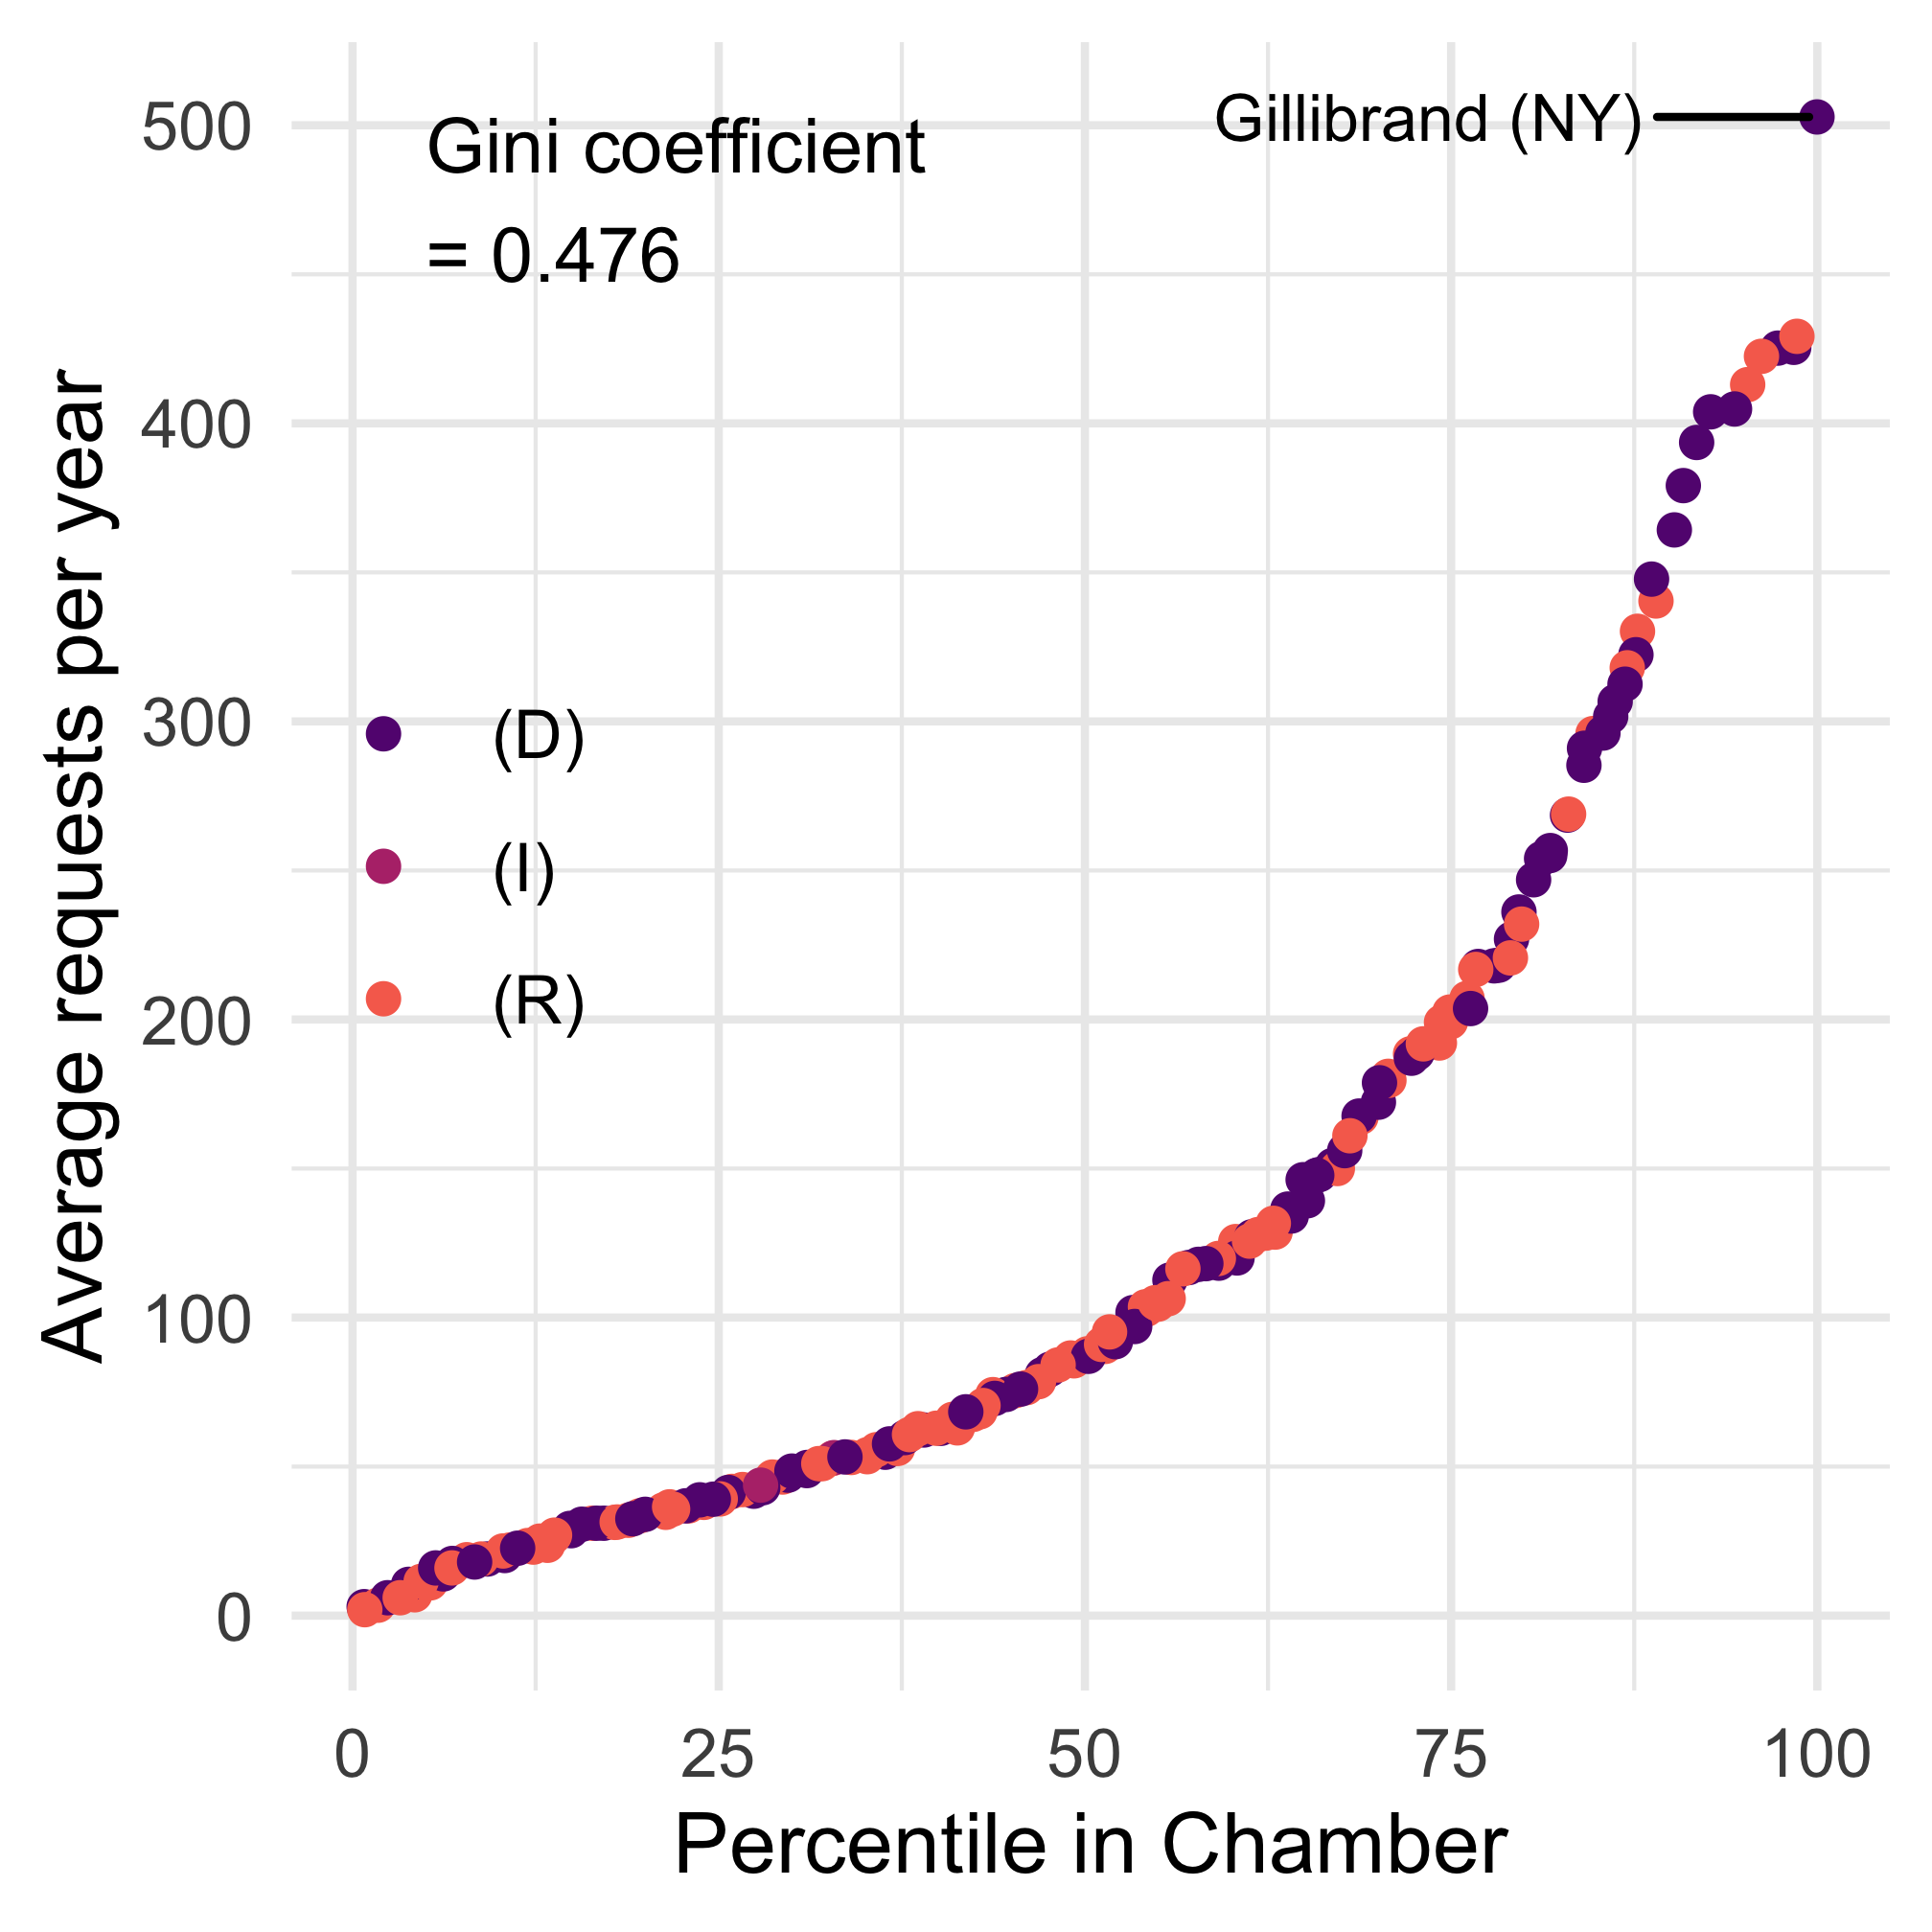 Gini coefficient
= 0.476
Gillibrand (NY)
500
400
300
200
100
0
Average requests per year
(D)
(I)
(R)
0 25 50 75 100
Percentile in Chamber